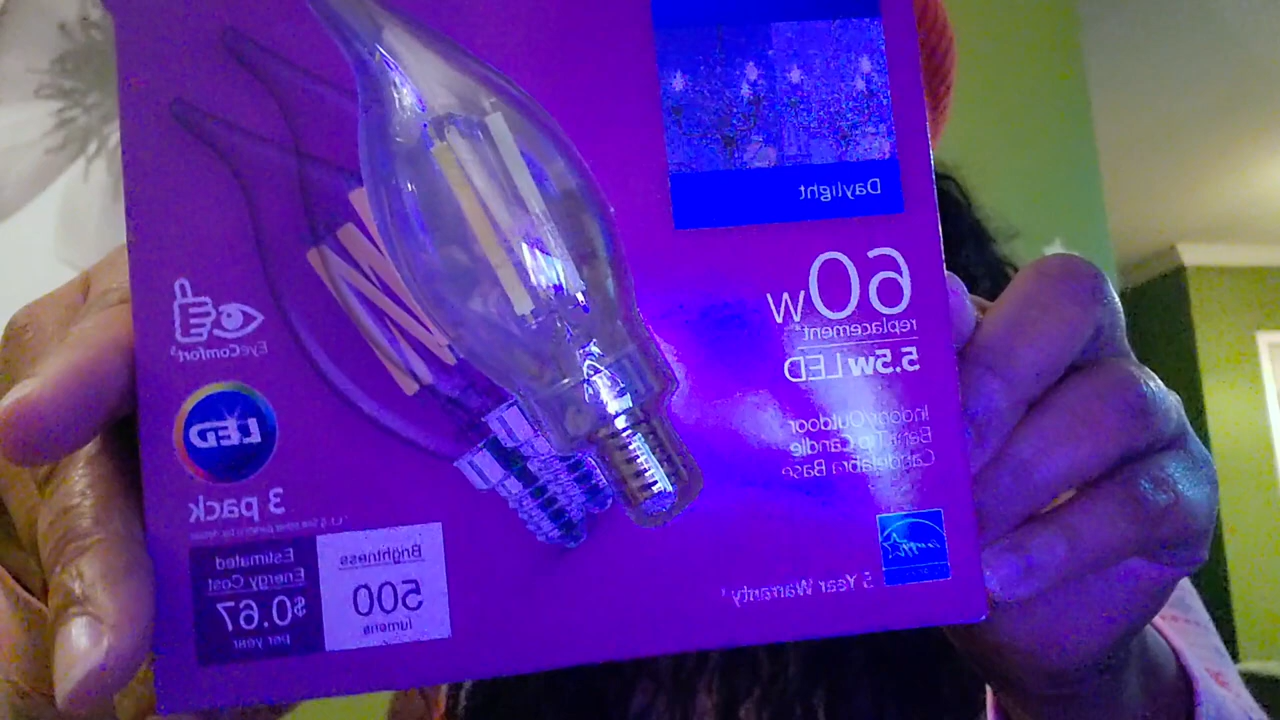 Daylight
60w
replacement
5.5w LED
Indoor/Outdoor
Bent Tip Candle
Candelabra Base
EyeComfort
LED
3 pack
Estimated
Energy Cost
$0.67
per year
Brightness
500
lumens
5 Year Warranty